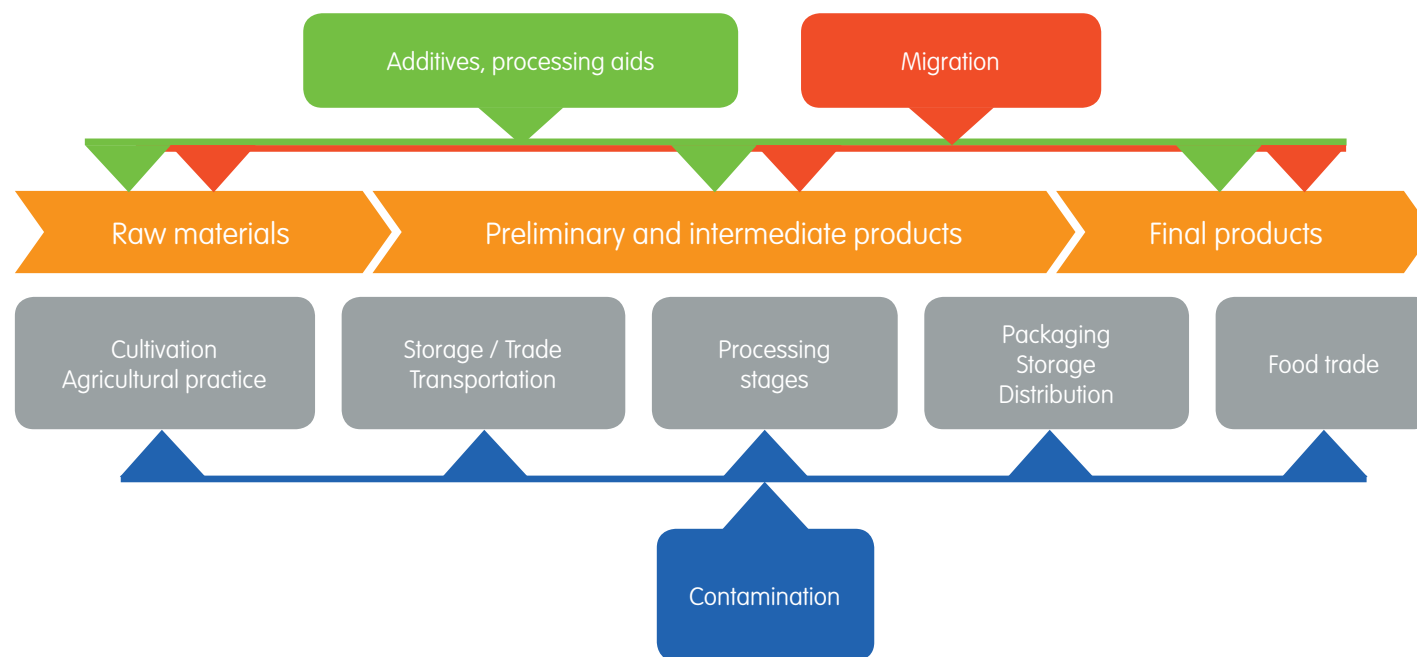 Additives, processing aids
Migration
Raw materials
Preliminary and intermediate products
Final products
Cultivation
Agricultural practice
Storage / Trade
Transportation
Processing
stages
Packaging
Storage
Distribution
Food trade
Contamination